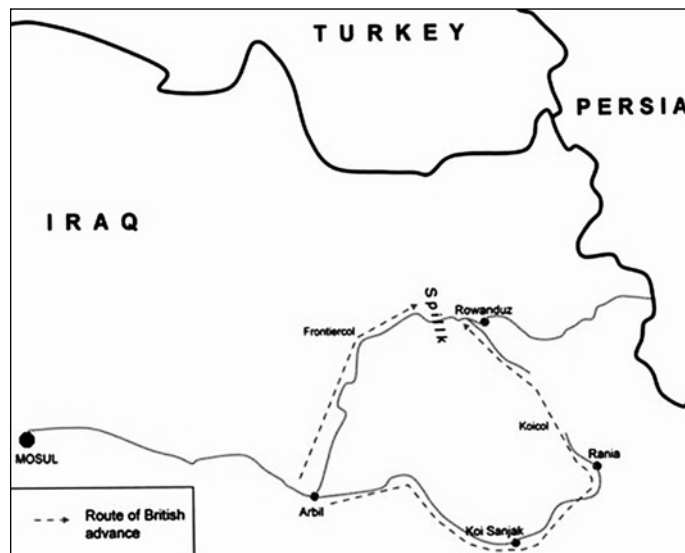 TURKEY
PERSIA
IRAQ
Spilik
Rowanduz
Frontiercol
Koicol
Rania
MOSUL
Arbil
Koi Sanjak
Route of British
advance